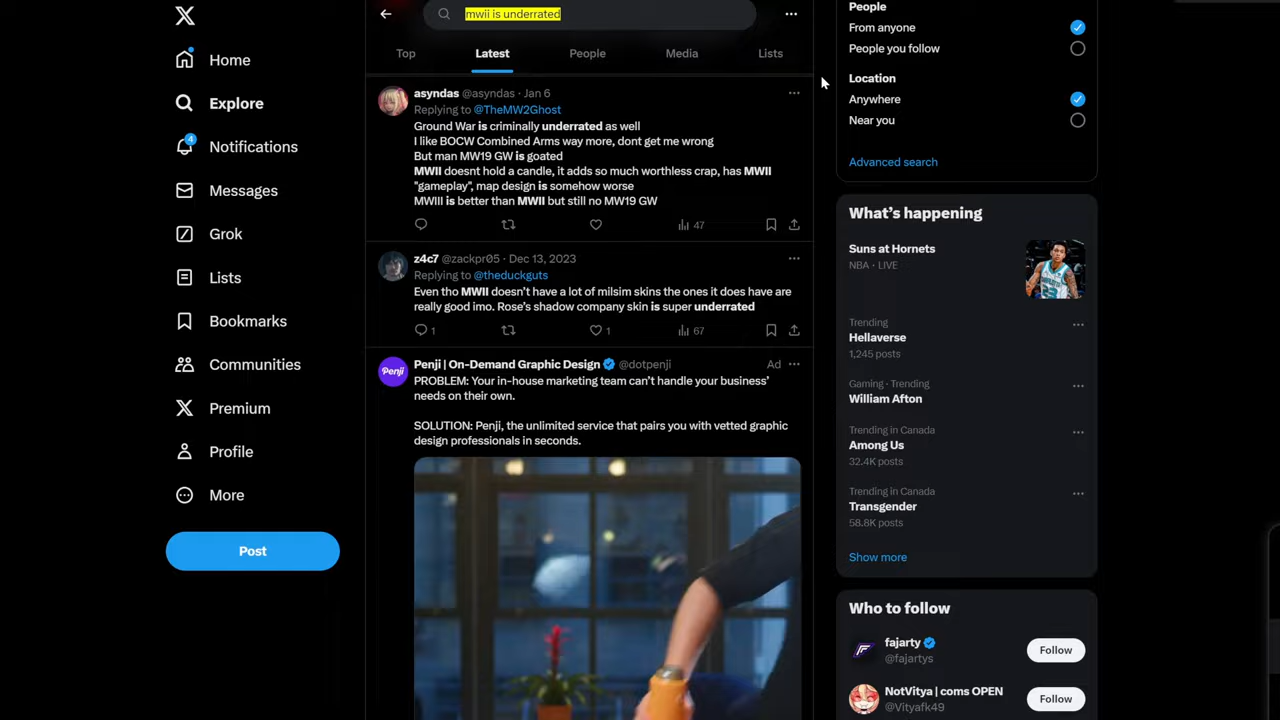 mwii is underrated
Home
Explore
4
Notifications
Messages
Grok
Lists
Bookmarks
Communities
Premium
Profile
More
Post
Top
Latest
People
Media
Lists
asyndas @asyndas · Jan 6
Replying to @TheMW2Ghost
Ground War is criminally underrated as well
I like BOCW Combined Arms way more, dont get me wrong
But man MW19 GW is goated
MWII doesnt hold a candle, it adds so much worthless crap, has MWII
"gameplay", map design is somehow worse
MWIII is better than MWII but still no MW19 GW
47
z4c7 @zackpr05 · Dec 13, 2023
Replying to @theduckguts
Even tho MWII doesn't have a lot of milsim skins the ones it does have are
really good imo. Rose's shadow company skin is super underrated
1
1
67
Penji
Penji | On-Demand Graphic Design @dotpenji
Ad
PROBLEM: Your in-house marketing team can't handle your business'
needs on their own.
SOLUTION: Penji, the unlimited service that pairs you with vetted graphic
design professionals in seconds.
People
From anyone
People you follow
Location
Anywhere
Near you
Advanced search
What's happening
Suns at Hornets
NBA · LIVE
Trending
Hellaverse
1,245 posts
Gaming · Trending
William Afton
Trending in Canada
Among Us
32.4K posts
Trending in Canada
Transgender
58.8K posts
Show more
Who to follow
fajarty
@fajartys
Follow
NotVitya | coms OPEN
@Vityafk49
Follow